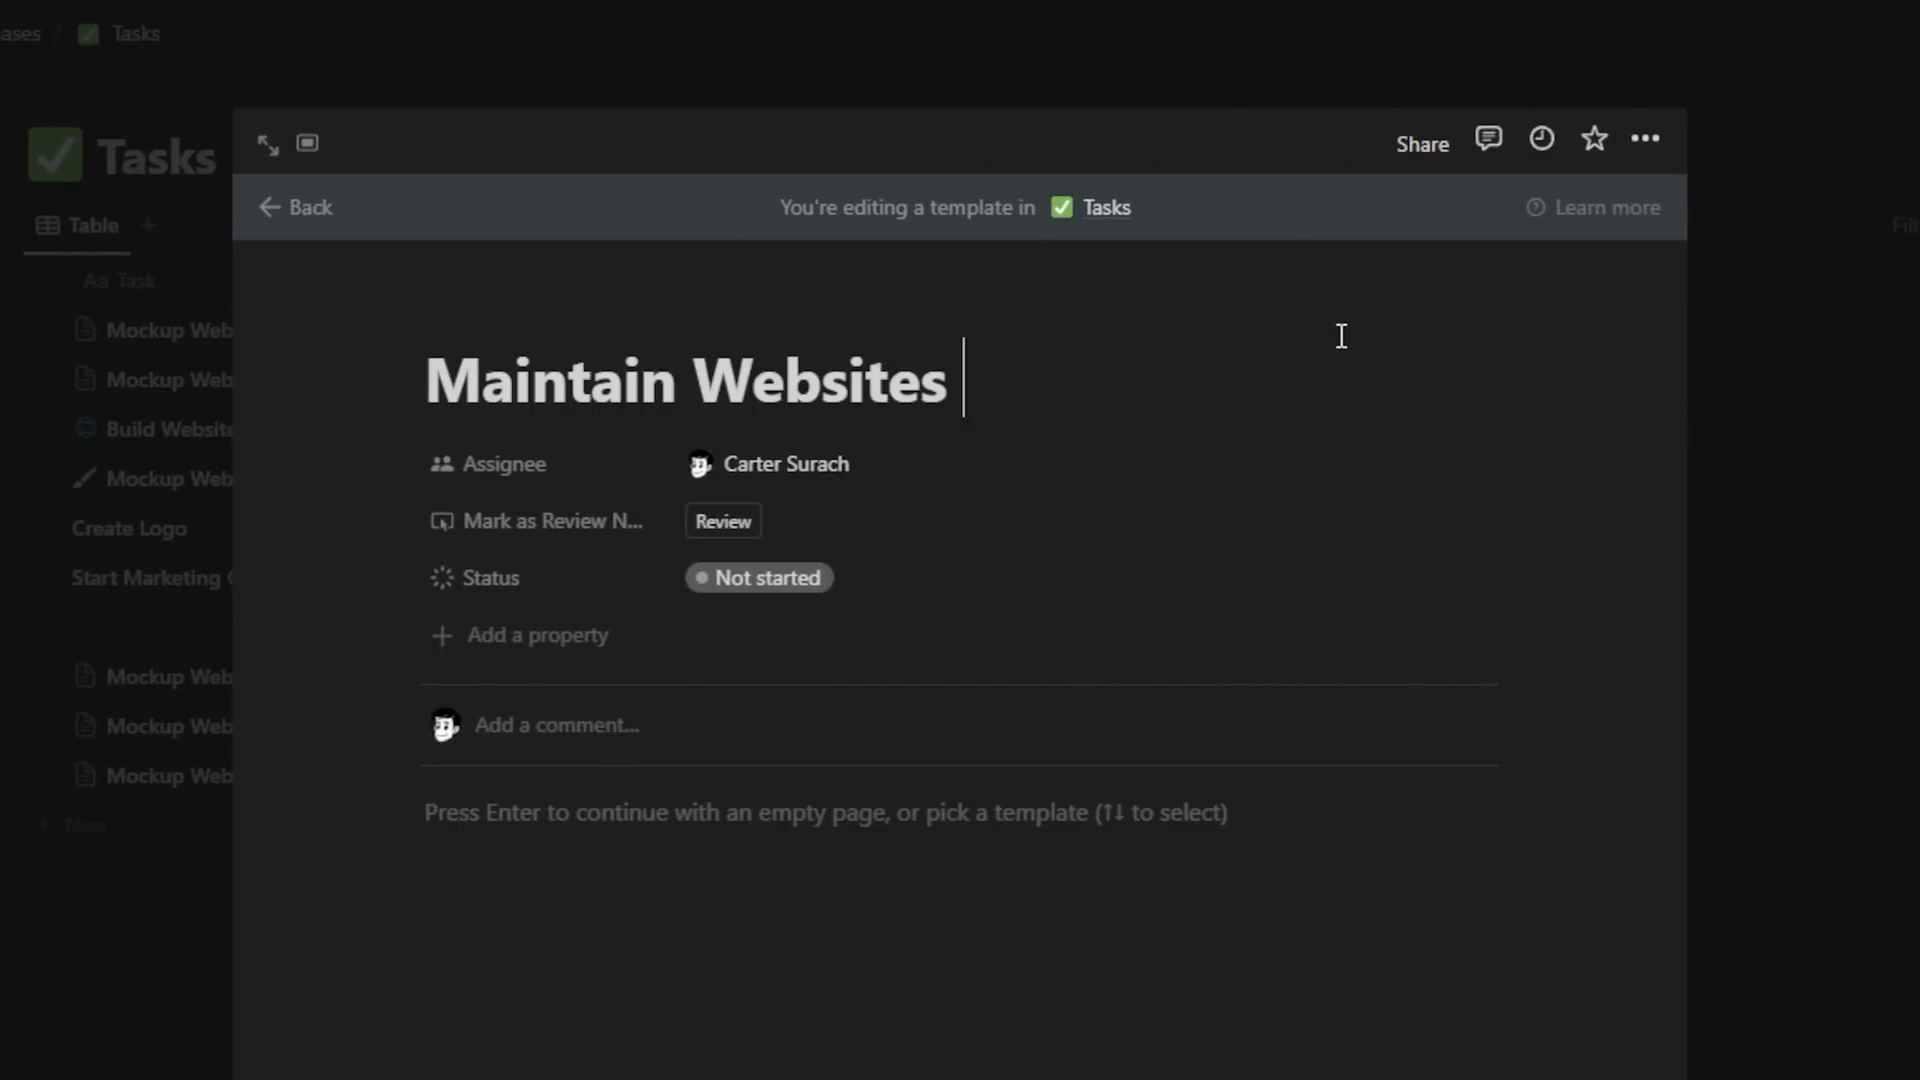 ases / Tasks
Tasks
Table +
Aa Task
Mockup Web
Mockup Web
Build Website
Mockup Web
Create Logo
Start Marketing
Mockup Web
Mockup Web
Mockup Web
+ New
Share
Back
You're editing a template in Tasks
Learn more
Maintain Websites
Assignee Carter Surach
Mark as Review N... Review
Status Not started
Add a property
Add a comment...
Press Enter to continue with an empty page, or pick a template (↑↓ to select)